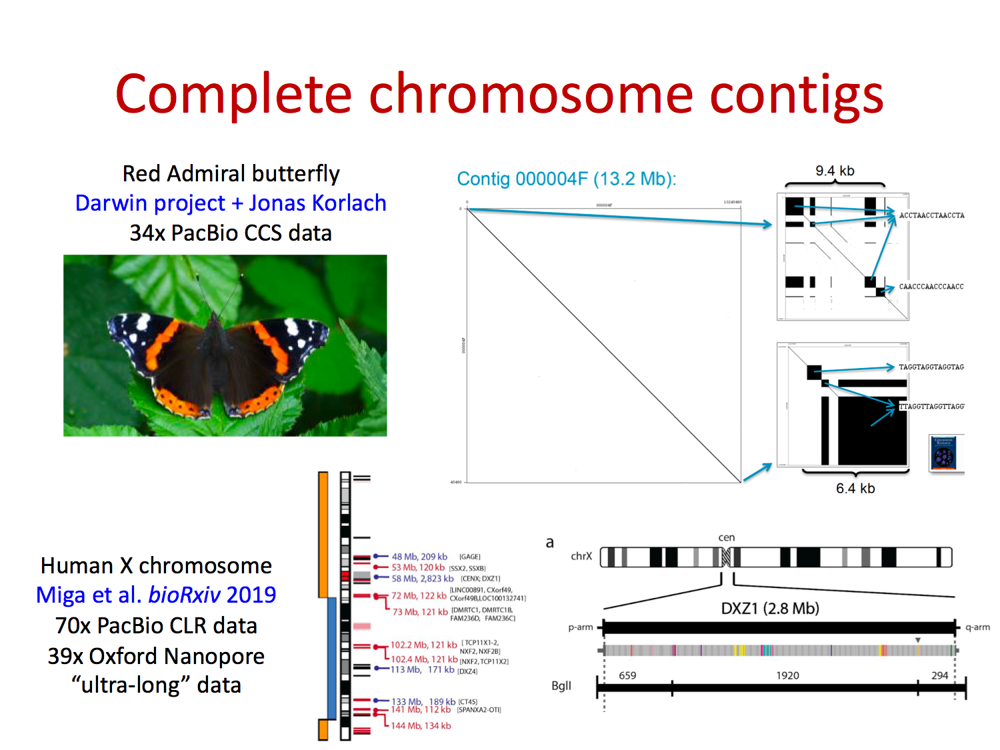 Complete chromosome contigs
Red Admiral butterfly
Darwin project + Jonas Korlach
34x PacBio CCS data
Contig 000004F (13.2 Mb):
0
000004F
13245480
0
000004F
45480
9.4 kb
ACCTAACCTAACCTA
CAACCCAACCCAACC
TAGGTAGGTAGGTAG
TTAGGTTAGGTTAGG
CHROMOSOME
RESEARCH
6.4 kb
Human X chromosome
Miga et al. bioRxiv 2019
70x PacBio CLR data
39x Oxford Nanopore
“ultra-long” data
48 Mb, 209 kb [GAGE]
53 Mb, 120 kb [SSX2, SSXB]
58 Mb, 2,823 kb [CENX; DXZ1]
72 Mb, 122 kb [LINC00891, CXorf49,
CXorf49B, LOC100132741]
73 Mb, 121 kb [DMRTC1, DMRTC1B,
FAM236D, FAM236C]
102.2 Mb, 121 kb [TCP11X1-2,
NXF2, NXF2B]
102.4 Mb, 121 kb [NXF2, TCP11X2]
113 Mb, 171 kb [DXZ4]
133 Mb, 189 kb [CT45]
141 Mb, 112 kb [SPANXA2-OTI]
144 Mb, 134 kb
a
cen
chrX
DXZ1 (2.8 Mb)
p-arm
q-arm
659
1920
294
BglI